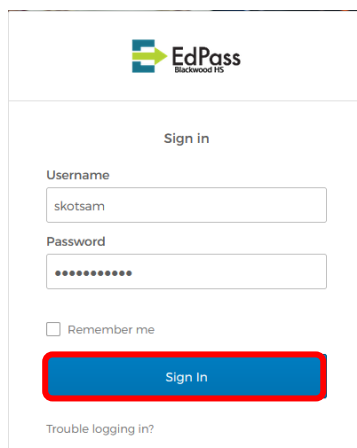 EdPass
Blackwood HS
Sign in
Username
skotsam
Password
•••••••••••
Remember me
Sign In
Trouble logging in?